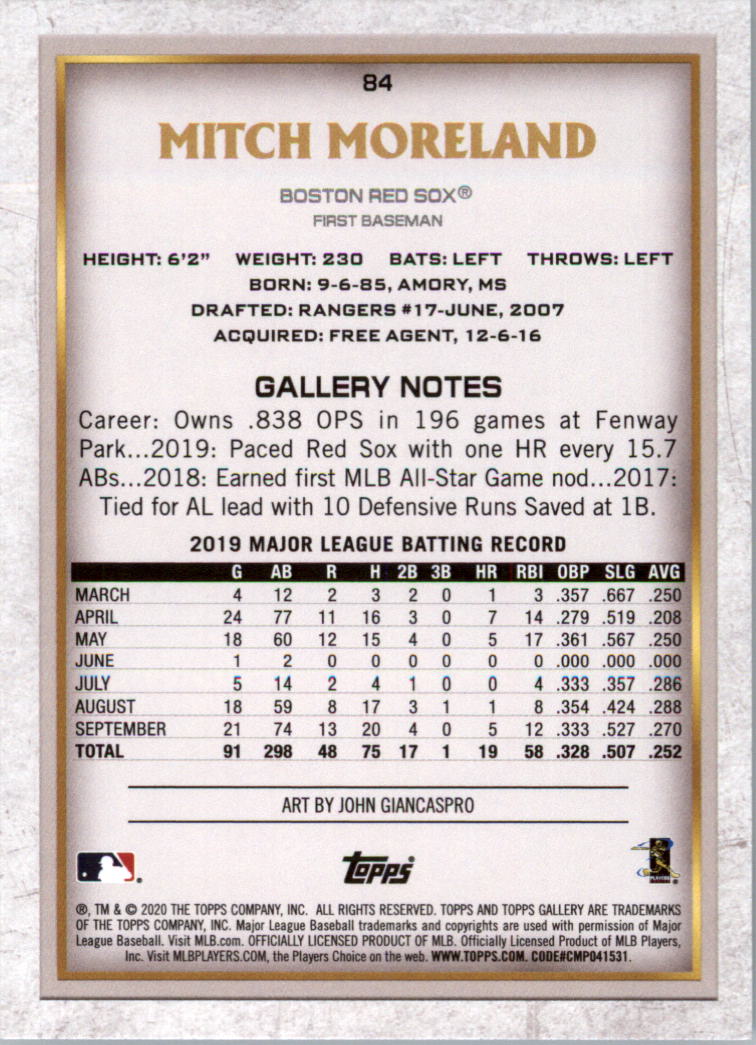 84
MITCH MORELAND
BOSTON RED SOX®
FIRST BASEMAN
HEIGHT: 6'2" WEIGHT: 230 BATS: LEFT THROWS: LEFT
BORN: 9-6-85, AMORY, MS
DRAFTED: RANGERS #17-JUNE, 2007
ACQUIRED: FREE AGENT, 12-6-16
GALLERY NOTES
Career: Owns .838 OPS in 196 games at Fenway
Park...2019: Paced Red Sox with one HR every 15.7
ABs...2018: Earned first MLB All-Star Game nod...2017:
Tied for AL lead with 10 Defensive Runs Saved at 1B.
2019 MAJOR LEAGUE BATTING RECORD
G AB R H 2B 3B HR RBI OBP SLG AVG
MARCH 4 12 2 3 2 0 1 3 .357 .667 .250
APRIL 24 77 11 16 3 0 7 14 .279 .519 .208
MAY 18 60 12 15 4 0 5 17 .361 .567 .250
JUNE 1 2 0 0 0 0 0 0 .000 .000 .000
JULY 5 14 2 4 1 0 0 4 .333 .357 .286
AUGUST 18 59 8 17 3 1 1 8 .354 .424 .288
SEPTEMBER 21 74 13 20 4 0 5 12 .333 .527 .270
TOTAL 91 298 48 75 17 1 19 58 .328 .507 .252
ART BY JOHN GIANCASPRO
topps
PLAYERS
®, TM & © 2020 THE TOPPS COMPANY, INC. ALL RIGHTS RESERVED. TOPPS AND TOPPS GALLERY ARE TRADEMARKS
OF THE TOPPS COMPANY, INC. Major League Baseball trademarks and copyrights are used with permission of Major
League Baseball. Visit MLB.com. OFFICIALLY LICENSED PRODUCT OF MLB. Officially Licensed Product of MLB Players,
Inc. Visit MLBPLAYERS.COM, the Players Choice on the web. WWW.TOPPS.COM. CODE#CMP041531.